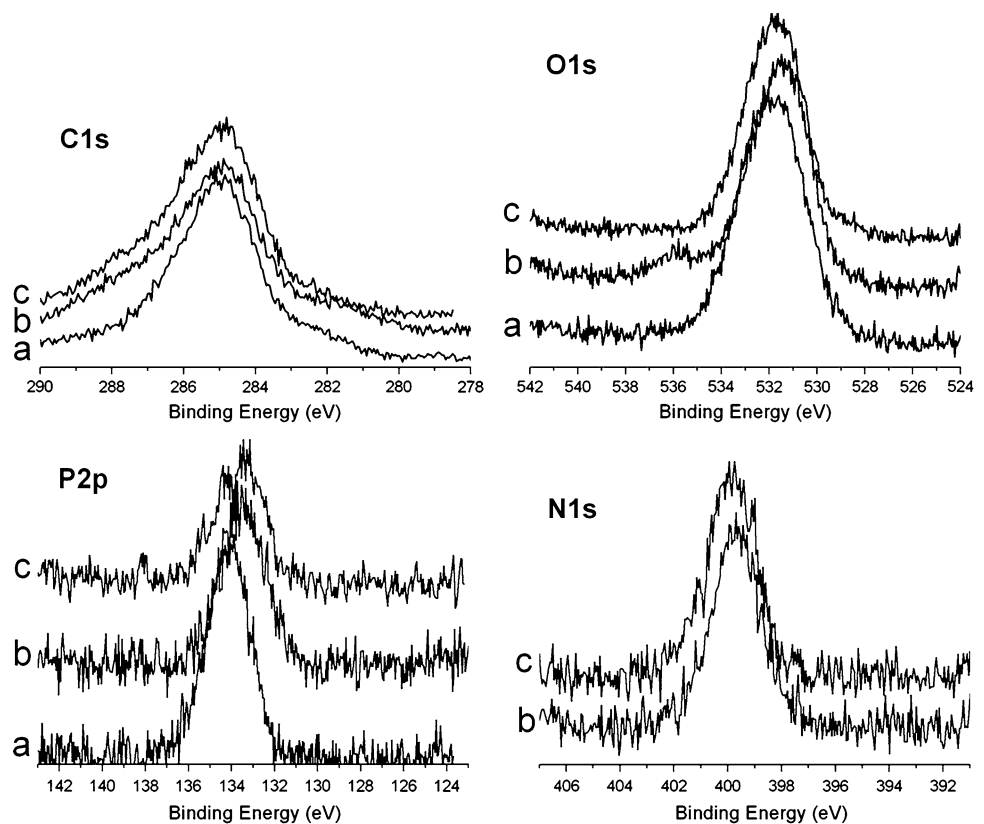 C1s
c
b
a
290 288 286 284 282 280 278
Binding Energy (eV)
O1s
c
b
a
542 540 538 536 534 532 530 528 526 524
Binding Energy (eV)
P2p
c
b
a
142 140 138 136 134 132 130 128 126 124
Binding Energy (eV)
N1s
c
b
406 404 402 400 398 396 394 392
Binding Energy (eV)